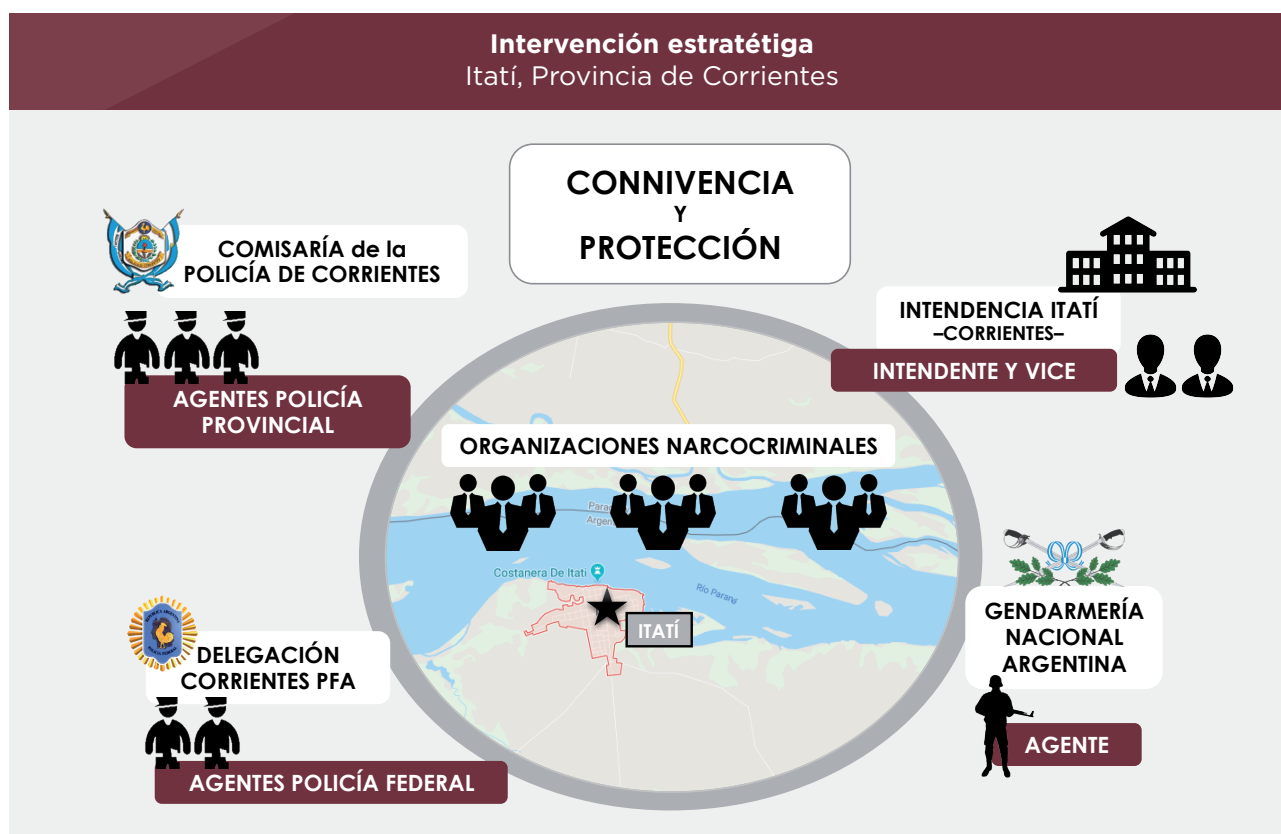 Intervención estratétiga
Itatí, Provincia de Corrientes
CONNIVENCIA
Y
PROTECCIÓN
COMISARÍA de la
POLICÍA DE CORRIENTES
AGENTES POLICÍA
PROVINCIAL
INTENDENCIA ITATÍ
–CORRIENTES–
INTENDENTE Y VICE
ORGANIZACIONES NARCOCRIMINALES
Argen
Costanera De Itati
Río Paraná
ITATÍ
GENDARMERÍA
NACIONAL
ARGENTINA
AGENTE
DELEGACIÓN
CORRIENTES PFA
AGENTES POLICÍA FEDERAL